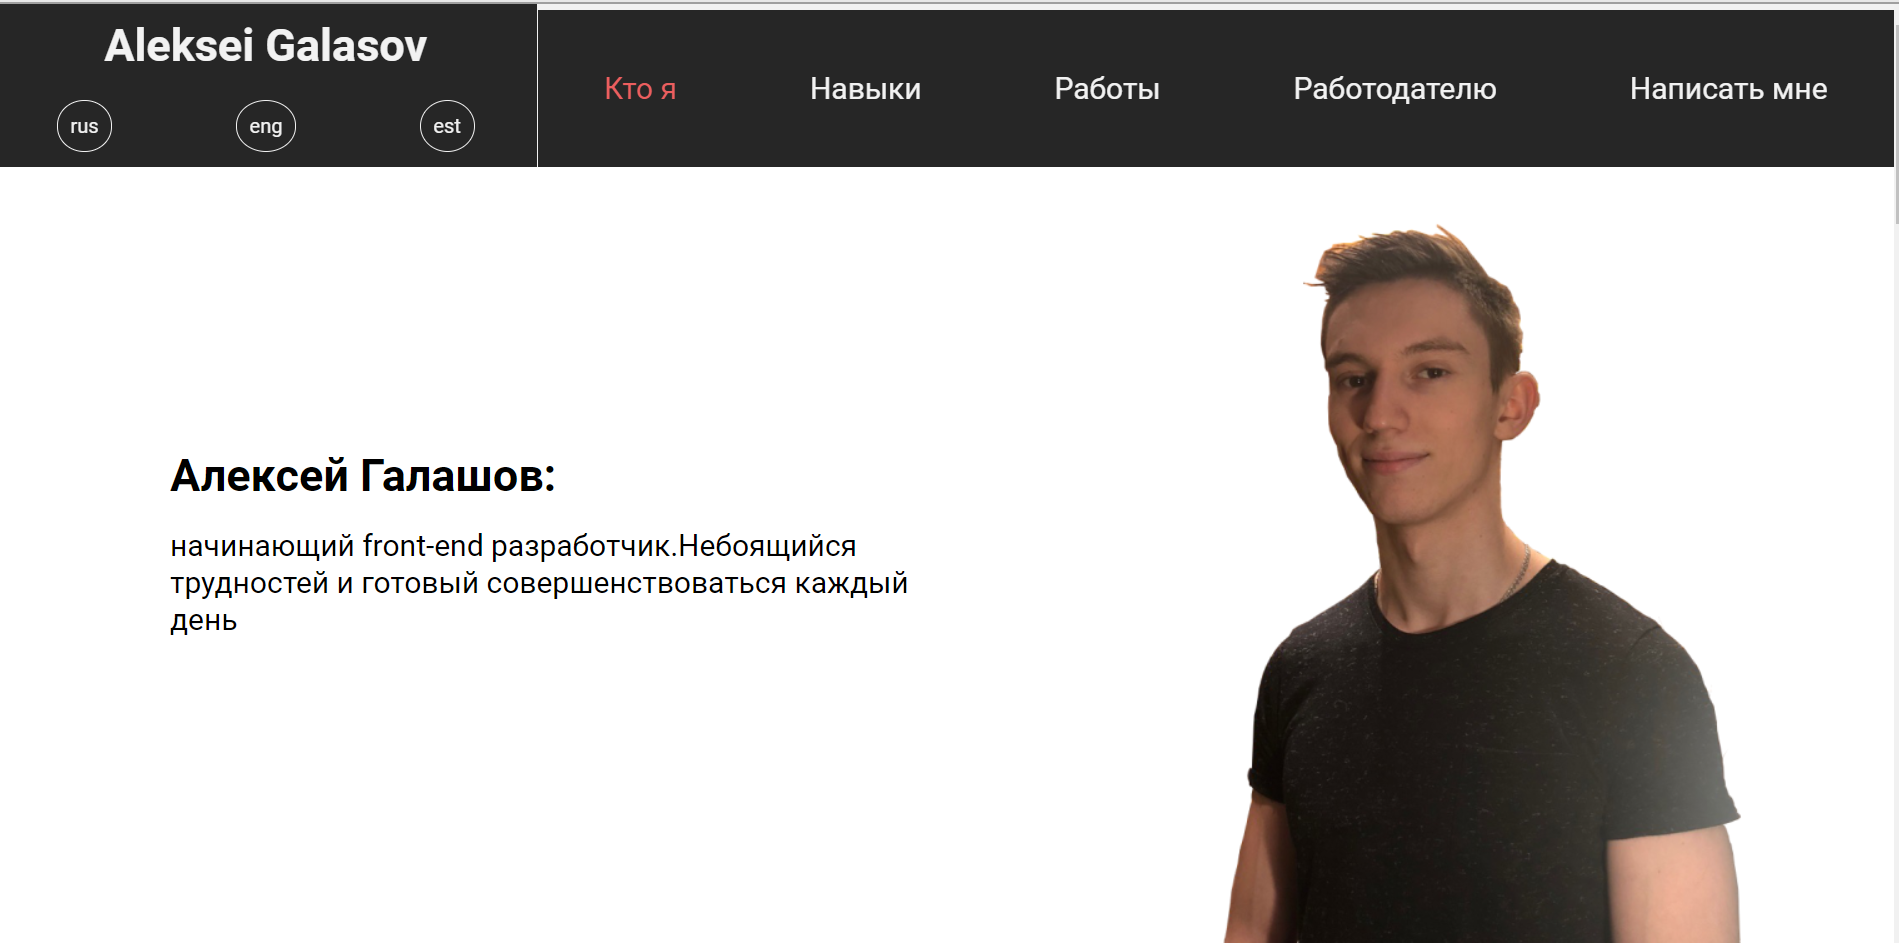 Aleksei Galasov
rus eng est
Кто я Навыки Работы Работодателю Написать мне
Алексей Галашов:
начинающий front-end разработчик.Небоящийся
трудностей и готовый совершенствоваться каждый
день